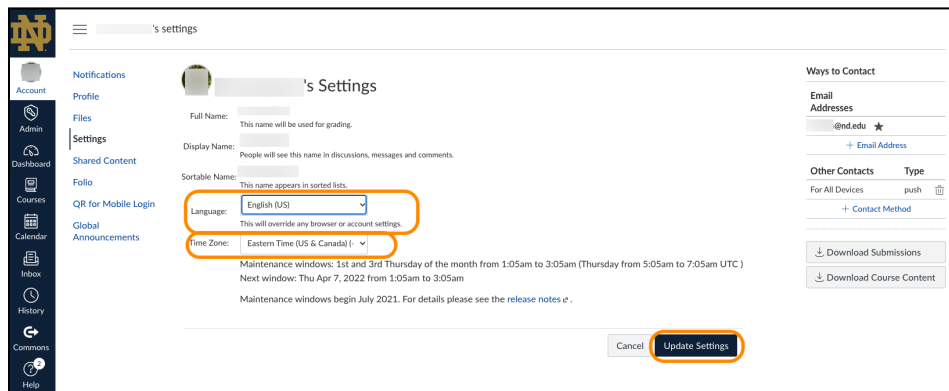 ND
's settings
Account
Admin
Dashboard
Courses
Calendar
Inbox
History
Commons
2
Help
Notifications
Profile
Files
Settings
Shared Content
Folio
QR for Mobile Login
Global
Announcements
's Settings
Full Name:
This name will be used for grading.
Display Name:
People will see this name in discussions, messages and comments.
Sortable Name:
This name appears in sorted lists.
Language: English (US)
This will override any browser or account settings.
Time Zone: Eastern Time (US & Canada) (-
Maintenance windows: 1st and 3rd Thursday of the month from 1:05am to 3:05am (Thursday from 5:05am to 7:05am UTC )
Next window: Thu Apr 7, 2022 from 1:05am to 3:05am
Maintenance windows begin July 2021. For details please see the release notes .
Cancel Update Settings
Ways to Contact
Email
Addresses
@nd.edu ★
+ Email Address
Other Contacts Type
For All Devices push
+ Contact Method
Download Submissions
Download Course Content